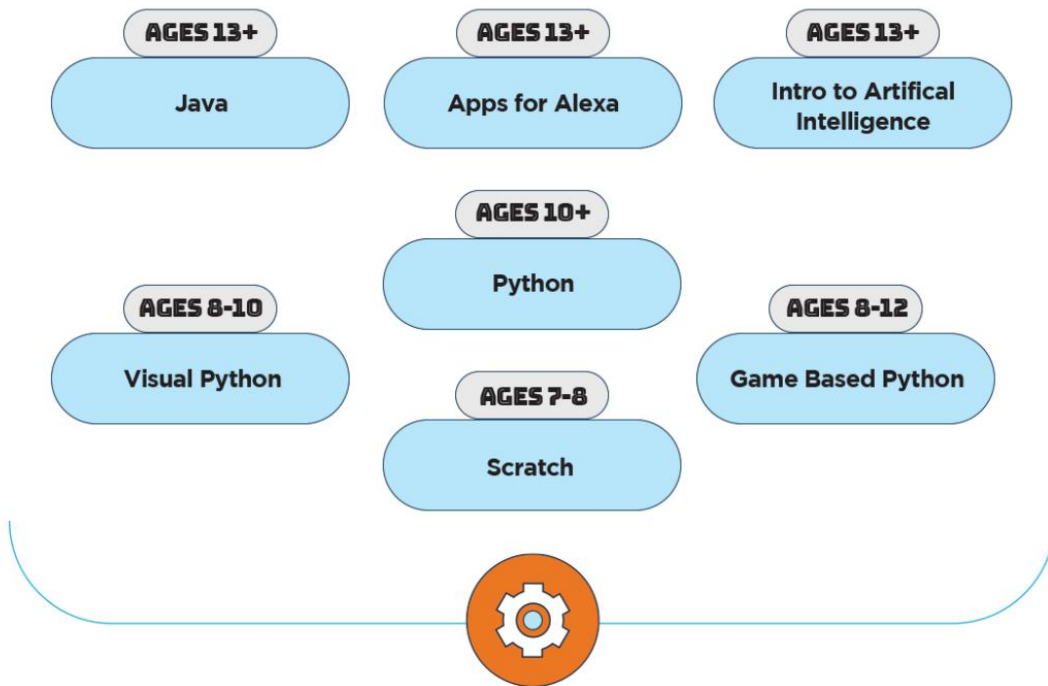 AGES 13+
Java
AGES 13+
Apps for Alexa
AGES 13+
Intro to Artifical
Intelligence
AGES 10+
Python
AGES 8-10
Visual Python
AGES 8-12
Game Based Python
AGES 7-8
Scratch